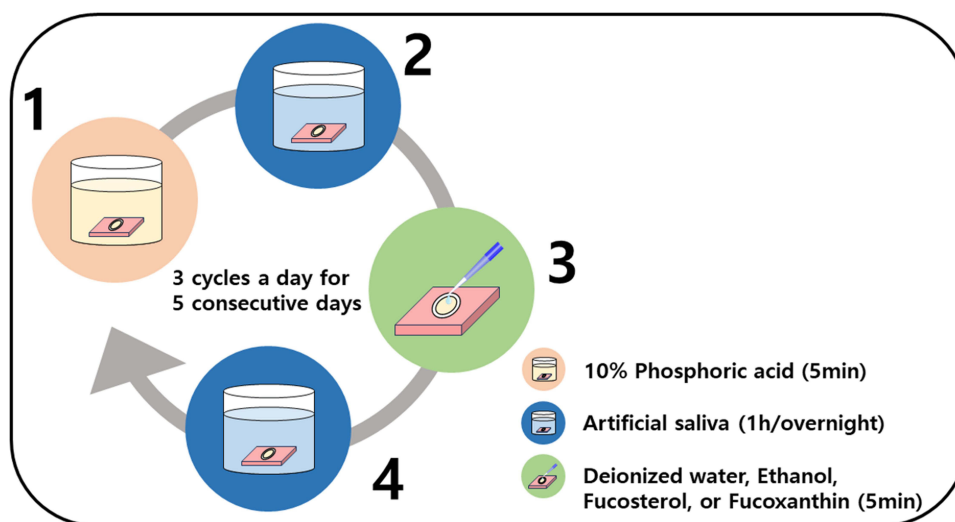 1
2
3
4
3 cycles a day for
5 consecutive days
10% Phosphoric acid (5min)
Artificial saliva (1h/overnight)
Deionized water, Ethanol,
Fucosterol, or Fucoxanthin (5min)